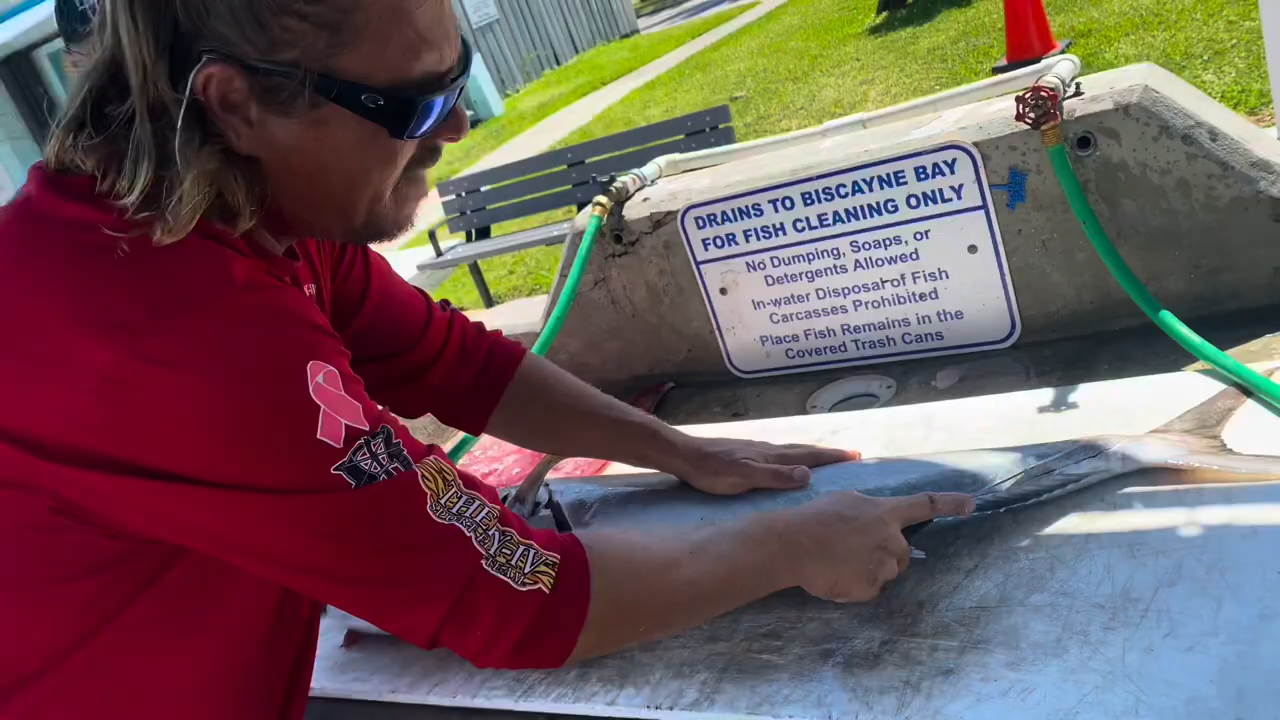 DRAINS TO BISCAYNE BAY
FOR FISH CLEANING ONLY
No Dumping, Soaps, or
Detergents Allowed
In-water Disposal of Fish
Carcasses Prohibited
Place Fish Remains in the
Covered Trash Cans
THE